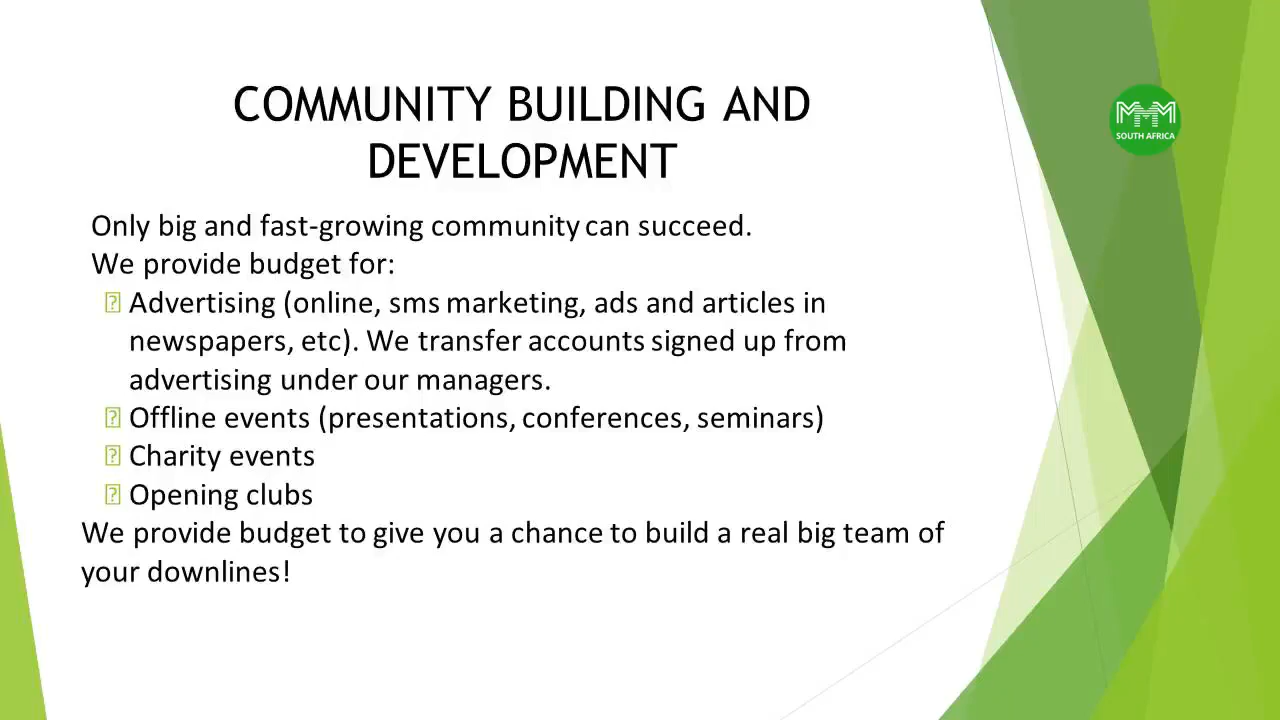 COMMUNITY BUILDING AND
DEVELOPMENT
MMM
SOUTH AFRICA
Only big and fast-growing community can succeed.
We provide budget for:
Advertising (online, sms marketing, ads and articles in
newspapers, etc). We transfer accounts signed up from
advertising under our managers.
Offline events (presentations, conferences, seminars)
Charity events
Opening clubs
We provide budget to give you a chance to build a real big team of
your downlines!